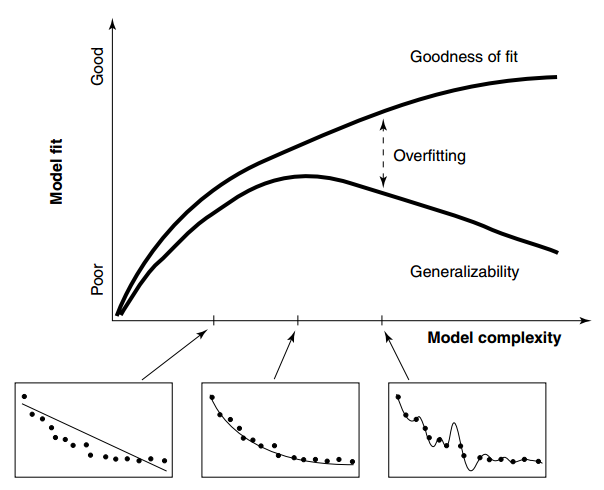 Good
Goodness of fit
Model fit
Overfitting
Poor
Generalizability
Model complexity